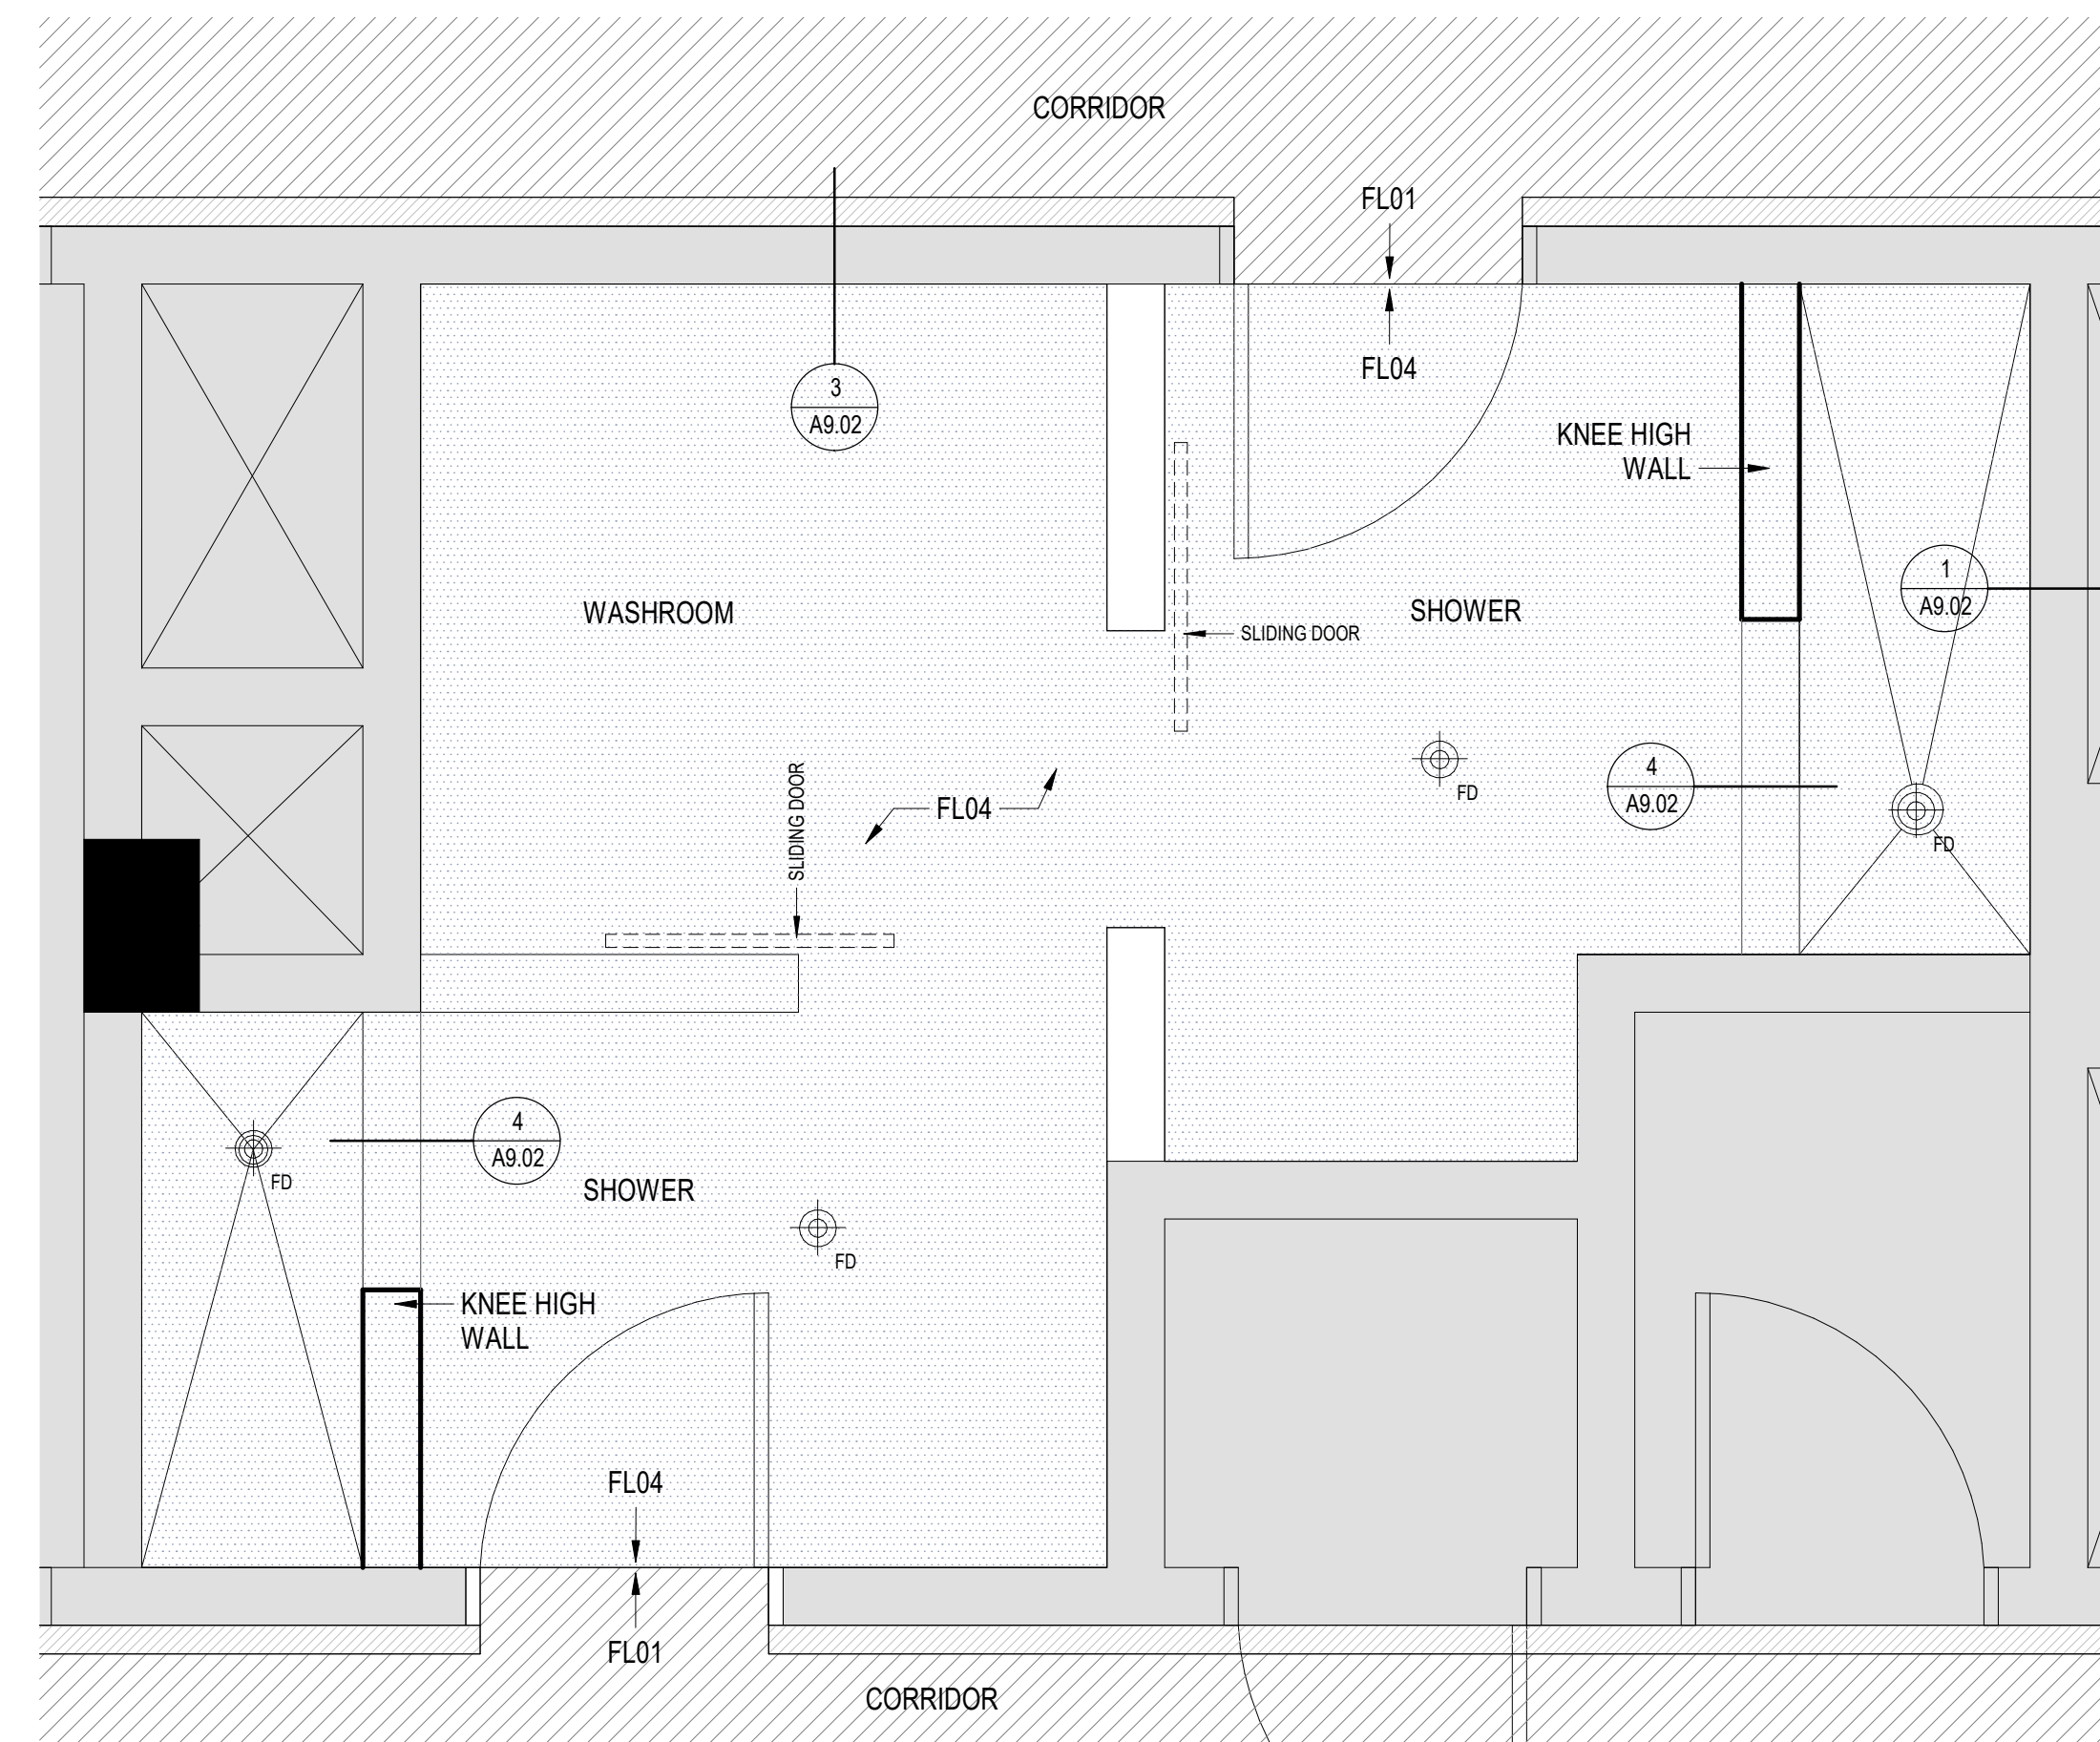 CORRIDOR
FL01
3
A9.02
FL04
KNEE HIGH
WALL
1
A9.02
WASHROOM
SHOWER
SLIDING DOOR
4
A9.02
FD
SLIDING DOOR
FL04
FD
4
A9.02
FD
SHOWER
FD
KNEE HIGH
WALL
FL04
FL01
CORRIDOR